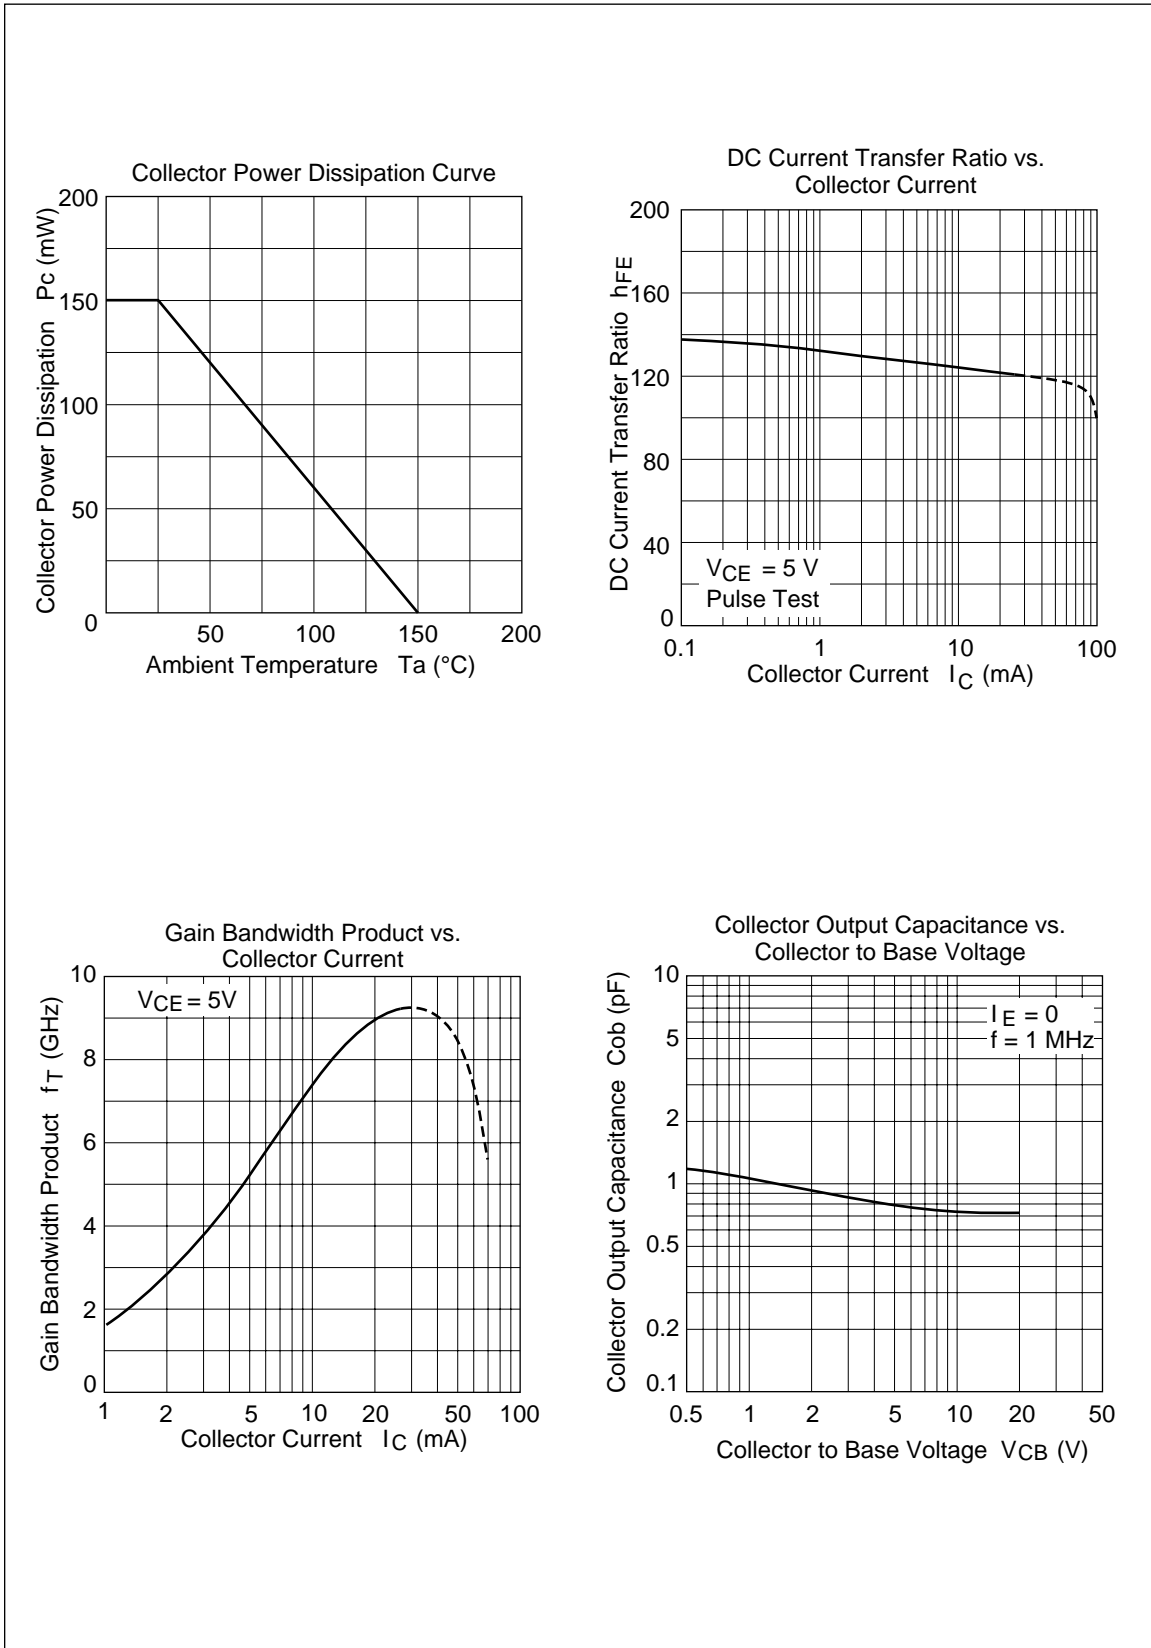 Collector Power Dissipation Curve
Collector Power Dissipation Pc (mW)
200
150
100
50
0
50 100 150 200
Ambient Temperature Ta (°C)
DC Current Transfer Ratio vs.
Collector Current
DC Current Transfer Ratio hFE
200
160
120
80
40
0
VCE = 5 V
Pulse Test
0.1 1 10 100
Collector Current IC (mA)
Gain Bandwidth Product vs.
Collector Current
Gain Bandwidth Product fT (GHz)
10
8
6
4
2
0
VCE = 5V
1 2 5 10 20 50 100
Collector Current IC (mA)
Collector Output Capacitance vs.
Collector to Base Voltage
Collector Output Capacitance Cob (pF)
10
5
2
1
0.5
0.2
0.1
IE = 0
f = 1 MHz
0.5 1 2 5 10 20 50
Collector to Base Voltage VCB (V)